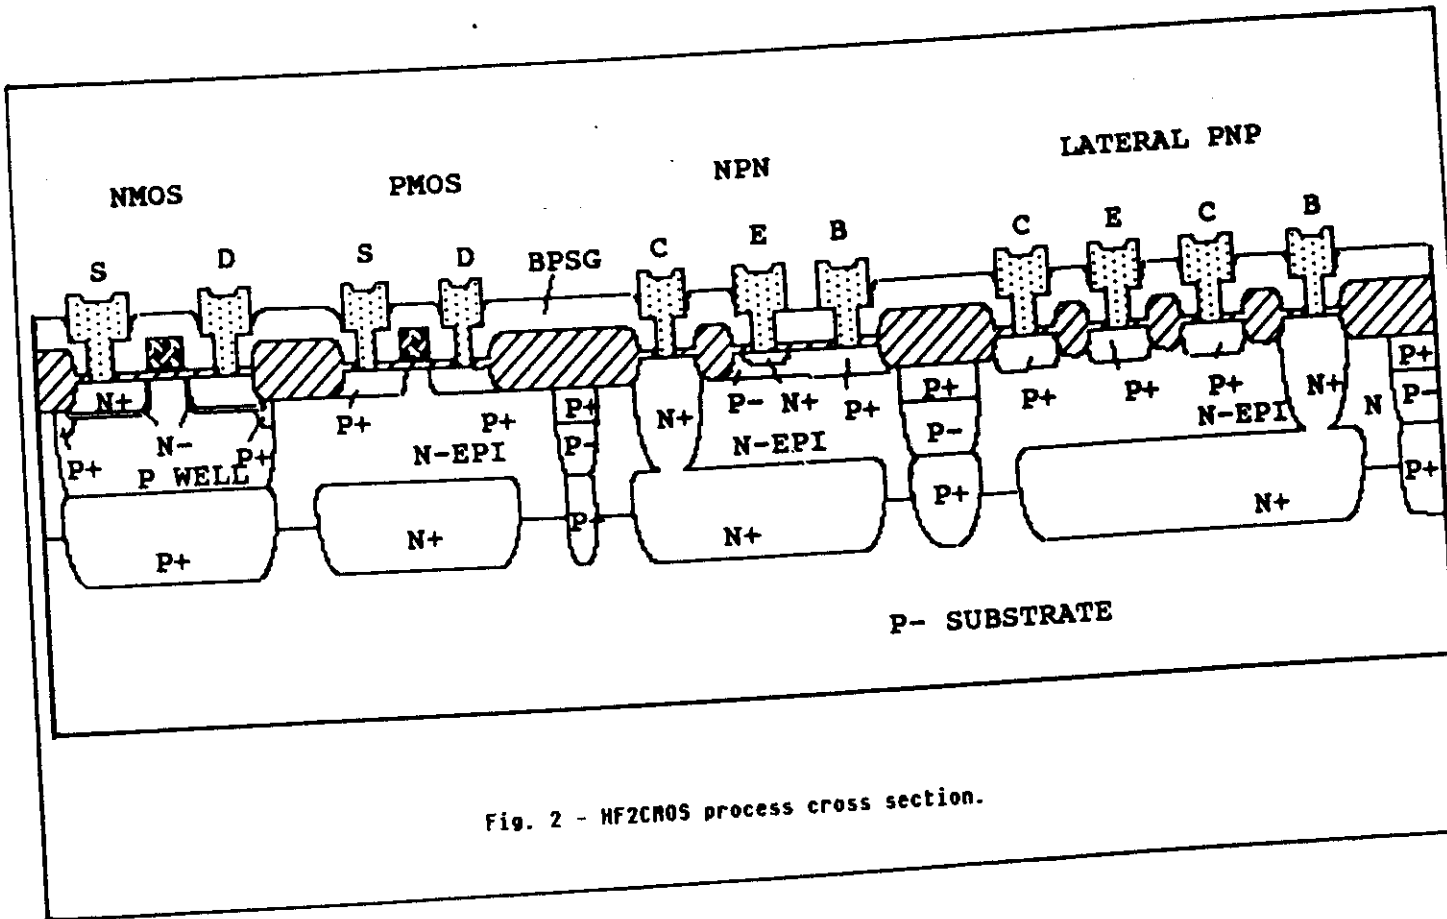 LATERAL PNP
NPN
PMOS
NMOS
S D S D BPSG C E B C E C B
N+ P+ P+ P+ N+ P- N+ P+ P+ P+ P+ P+ N+ P+
P+ N- P+ N-EPI P- N-EPI P- N-EPI N P-
P WELL
P+ N+ P+ N+ P+ N+ P+
P- SUBSTRATE
Fig. 2 - HF2CMOS process cross section.